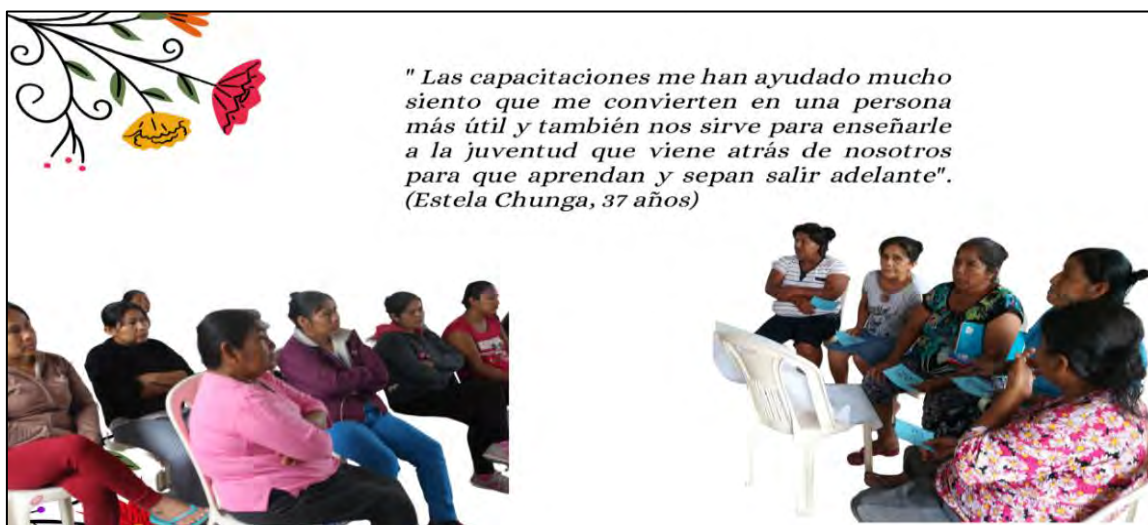 " Las capacitaciones me han ayudado mucho
siento que me convierten en una persona
más útil y también nos sirve para enseñarle
a la juventud que viene atrás de nosotros
para que aprendan y sepan salir adelante".
(Estela Chunga, 37 años)